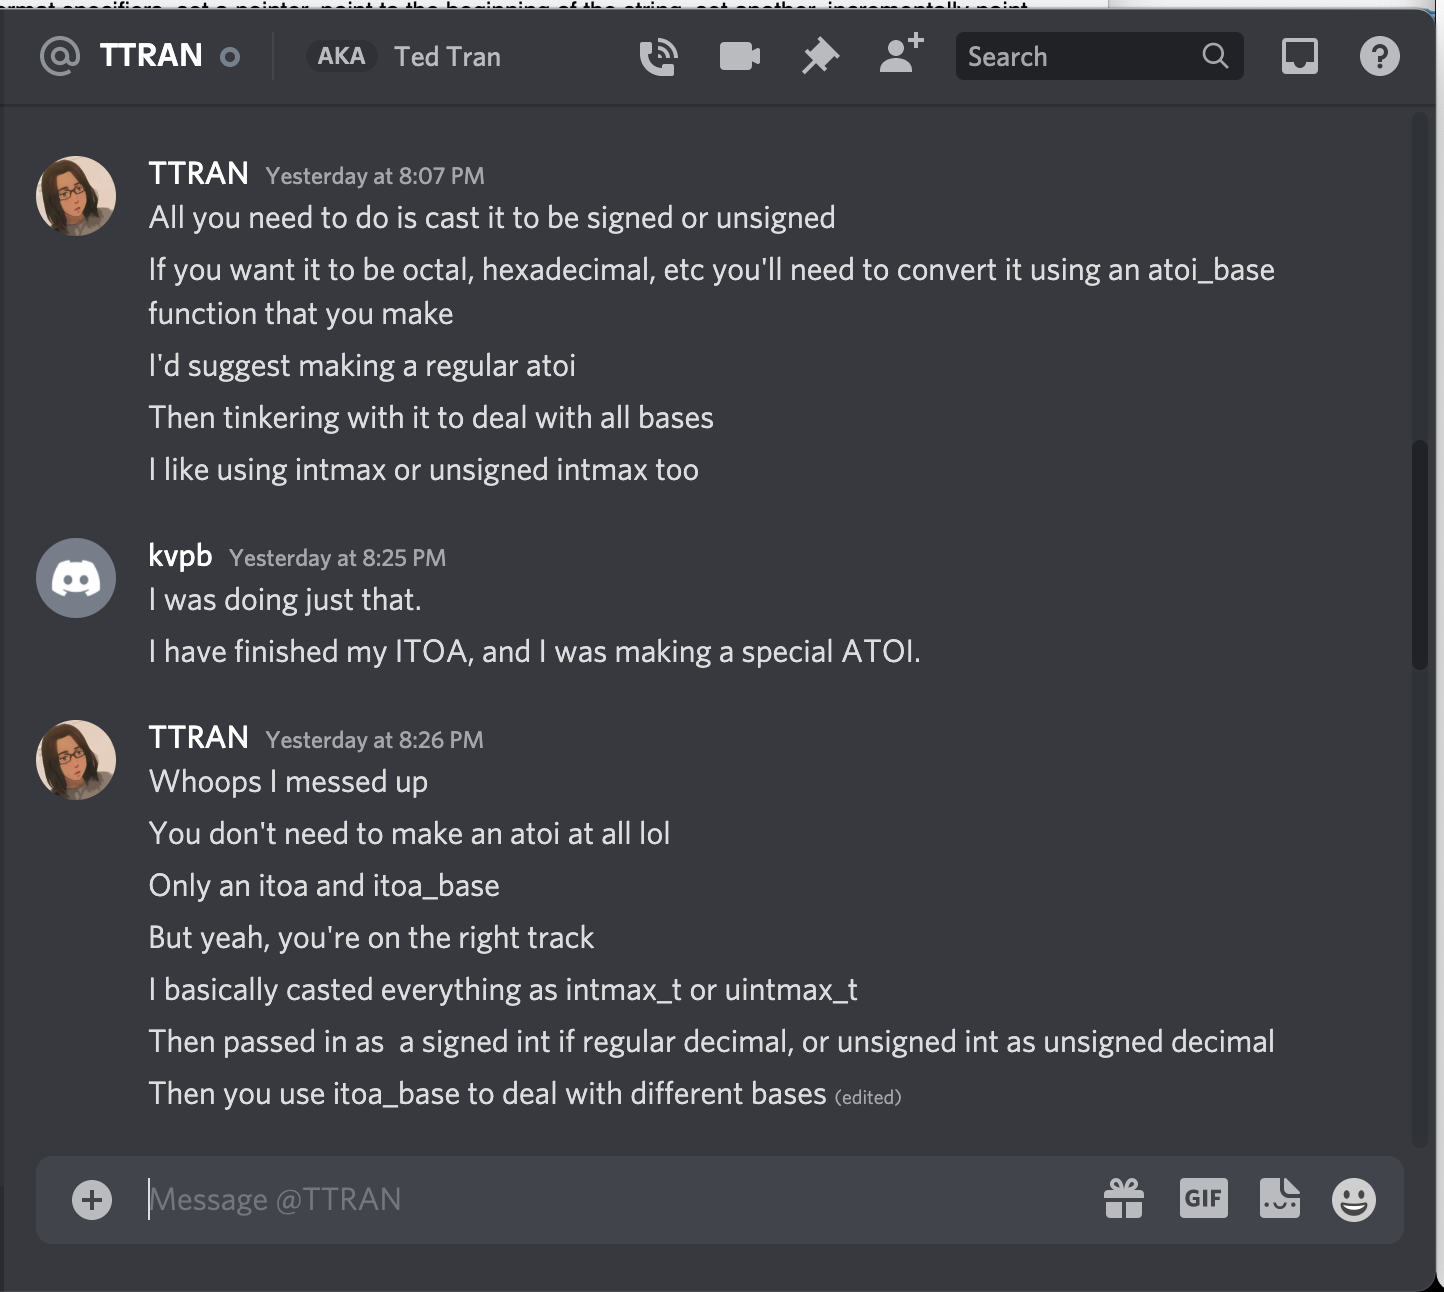 TTRAN AKA Ted Tran Search
TTRAN Yesterday at 8:07 PM
All you need to do is cast it to be signed or unsigned
If you want it to be octal, hexadecimal, etc you'll need to convert it using an atoi_base
function that you make
I'd suggest making a regular atoi
Then tinkering with it to deal with all bases
I like using intmax or unsigned intmax too
kvpb Yesterday at 8:25 PM
I was doing just that.
I have finished my ITOA, and I was making a special ATOI.
TTRAN Yesterday at 8:26 PM
Whoops I messed up
You don't need to make an atoi at all lol
Only an itoa and itoa_base
But yeah, you're on the right track
I basically casted everything as intmax_t or uintmax_t
Then passed in as  a signed int if regular decimal, or unsigned int as unsigned decimal
Then you use itoa_base to deal with different bases (edited)
Message @TTRAN GIF